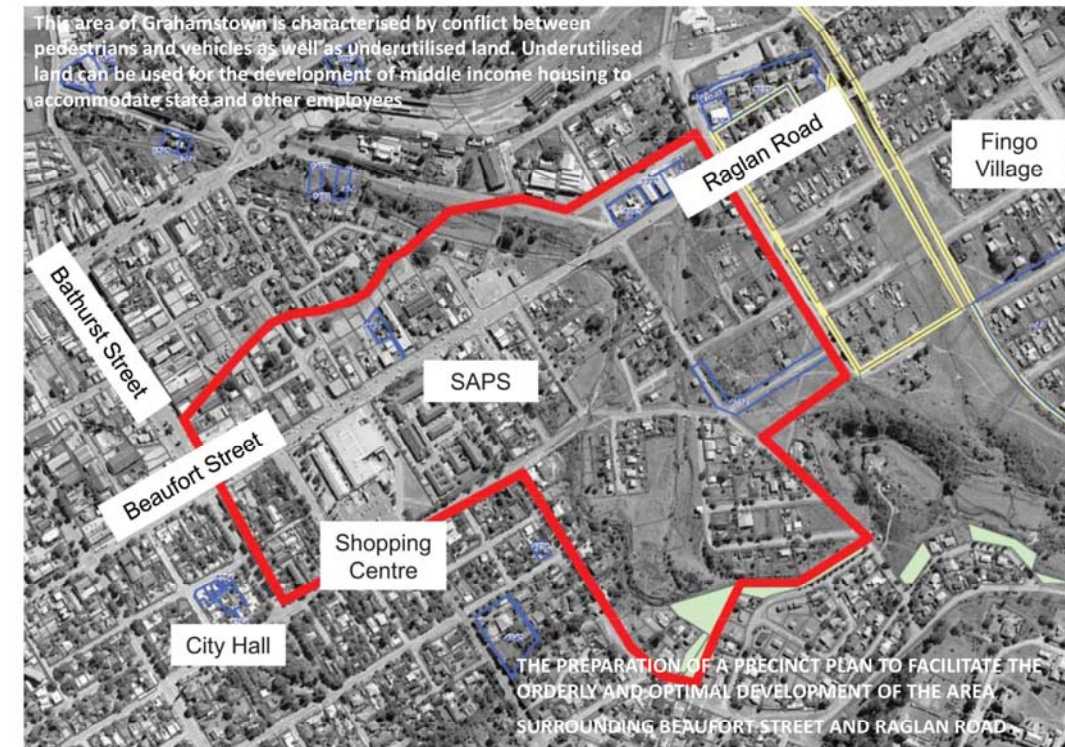 This area of Grahamstown is characterised by conflict between
pedestrians and vehicles as well as underutilised land. Underutilised
land can be used for the development of middle income housing to
accommodate state and other employees
Raglan Road
Fingo
Village
Bathurst Street
SAPS
Beaufort Street
Shopping
Centre
City Hall
THE PREPARATION OF A PRECINCT PLAN TO FACILITATE THE
ORDERLY AND OPTIMAL DEVELOPMENT OF THE AREA
SURROUNDING BEAUFORT STREET AND RAGLAN ROAD